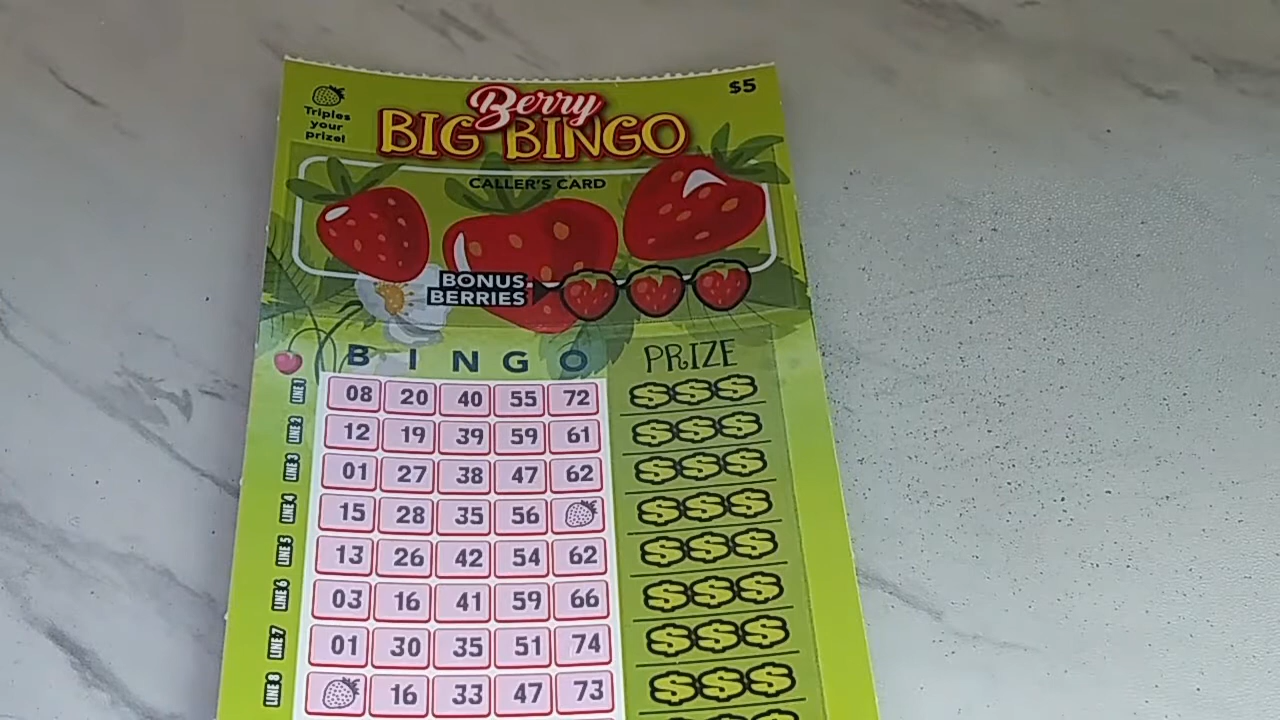 $5
Triples
your
prize!
Berry
BIG BINGO
CALLER'S CARD
BONUS
BERRIES
B I N G O PRIZE
LINE 1 08 20 40 55 72 $$$
LINE 2 12 19 39 59 61 $$$
LINE 3 01 27 38 47 62 $$$
LINE 4 15 28 35 56 $$$
LINE 5 13 26 42 54 62 $$$
LINE 6 03 16 41 59 66 $$$
LINE 7 01 30 35 51 74 $$$
LINE 8 16 33 47 73 $$$